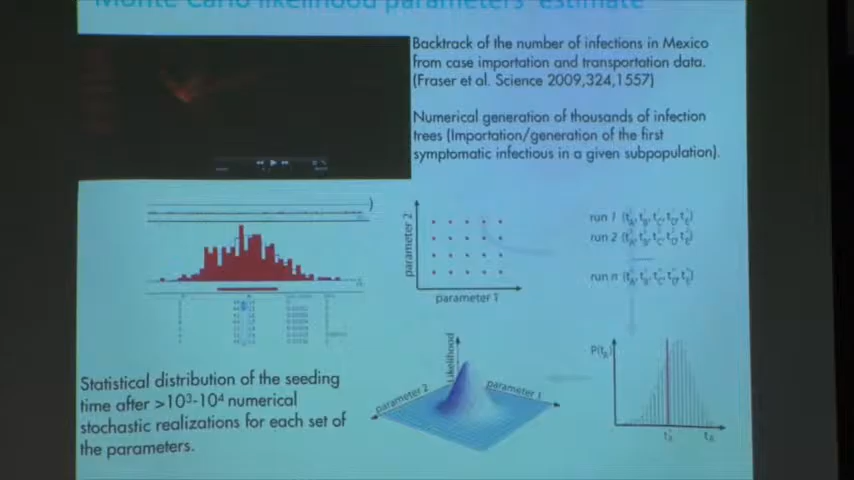 Monte Carlo likelihood parameters' estimate
Backtrack of the number of infections in Mexico
from case importation and transportation data.
(Fraser et al. Science 2009,324,1557)
Numerical generation of thousands of infection
trees (Importation/generation of the first
symptomatic infectious in a given subpopulation).
parameter 2
parameter 1
run 1
run 2
run n
Statistical distribution of the seeding
time after >10³-10⁴ numerical
stochastic realizations for each set of
the parameters.
Likelihood
parameter 2
parameter 1